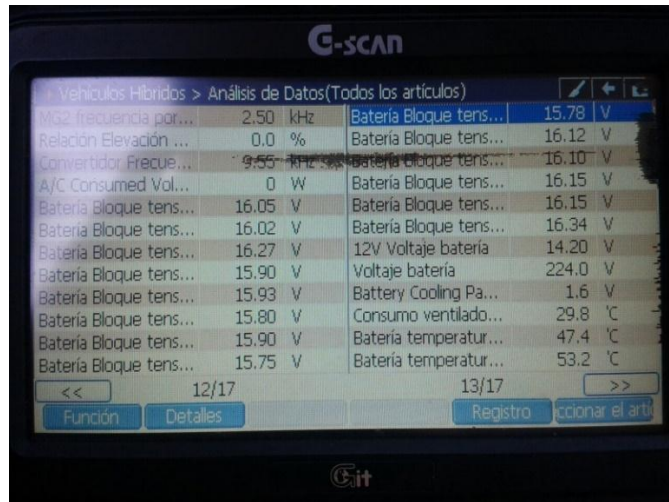 G-scan
Vehículos Híbridos > Análisis de Datos(Todos los artículos)
MG2 frecuencia por... 2.50 kHz
Relación Elevación ... 0.0 %
Convertidor Frecue... 9.55 kHz
A/C Consumed Vol... 0 W
Batería Bloque tens... 16.05 V
Batería Bloque tens... 16.02 V
Batería Bloque tens... 16.27 V
Batería Bloque tens... 15.90 V
Batería Bloque tens... 15.93 V
Batería Bloque tens... 15.80 V
Batería Bloque tens... 15.90 V
Batería Bloque tens... 15.75 V
Batería Bloque tens... 15.78 V
Batería Bloque tens... 16.12 V
Batería Bloque tens... 16.10 V
Batería Bloque tens... 16.15 V
Batería Bloque tens... 16.15 V
Batería Bloque tens... 16.34 V
12V Voltaje batería 14.20 V
Voltaje batería 224.0 V
Battery Cooling Pa... 1.6 V
Consumo ventilado... 29.8 ℃
Batería temperatur... 47.4 ℃
Batería temperatur... 53.2 ℃
<< 12/17 13/17 >>
Función Detalles Registro ccionar el artí
Git